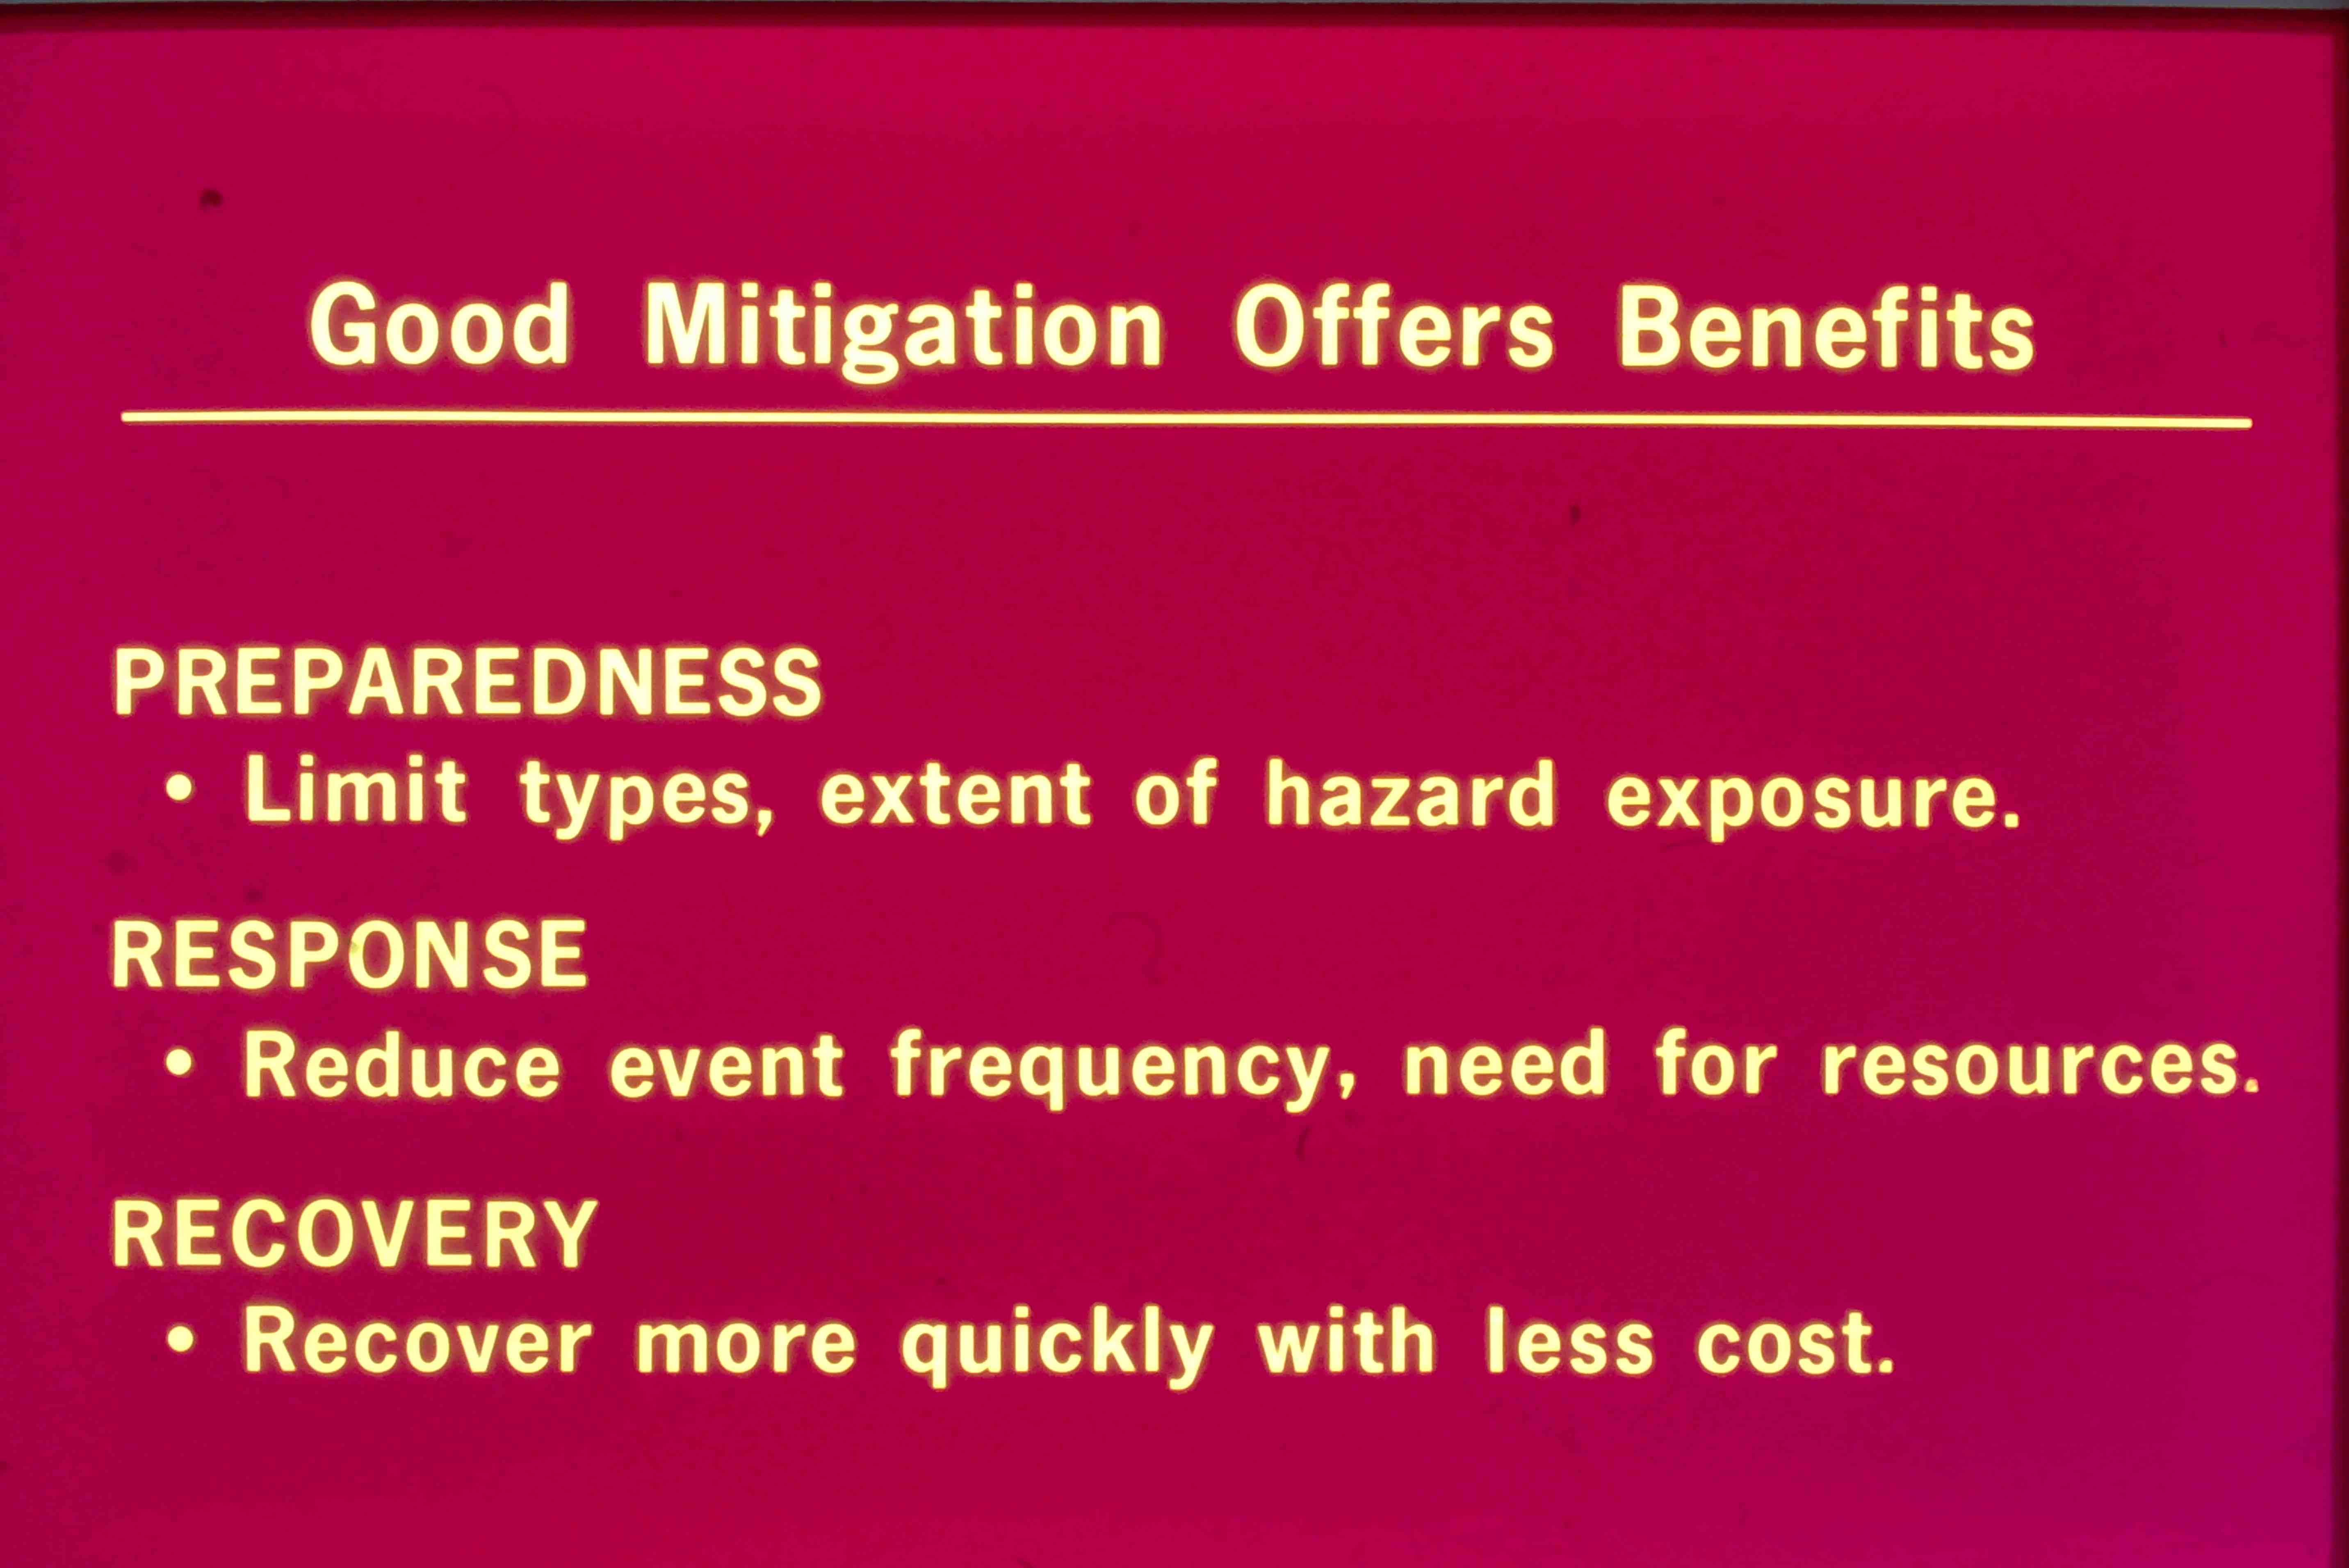 Good Mitigation Offers Benefits
PREPAREDNESS
• Limit types, extent of hazard exposure.
RESPONSE
• Reduce event frequency, need for resources.
RECOVERY
• Recover more quickly with less cost.